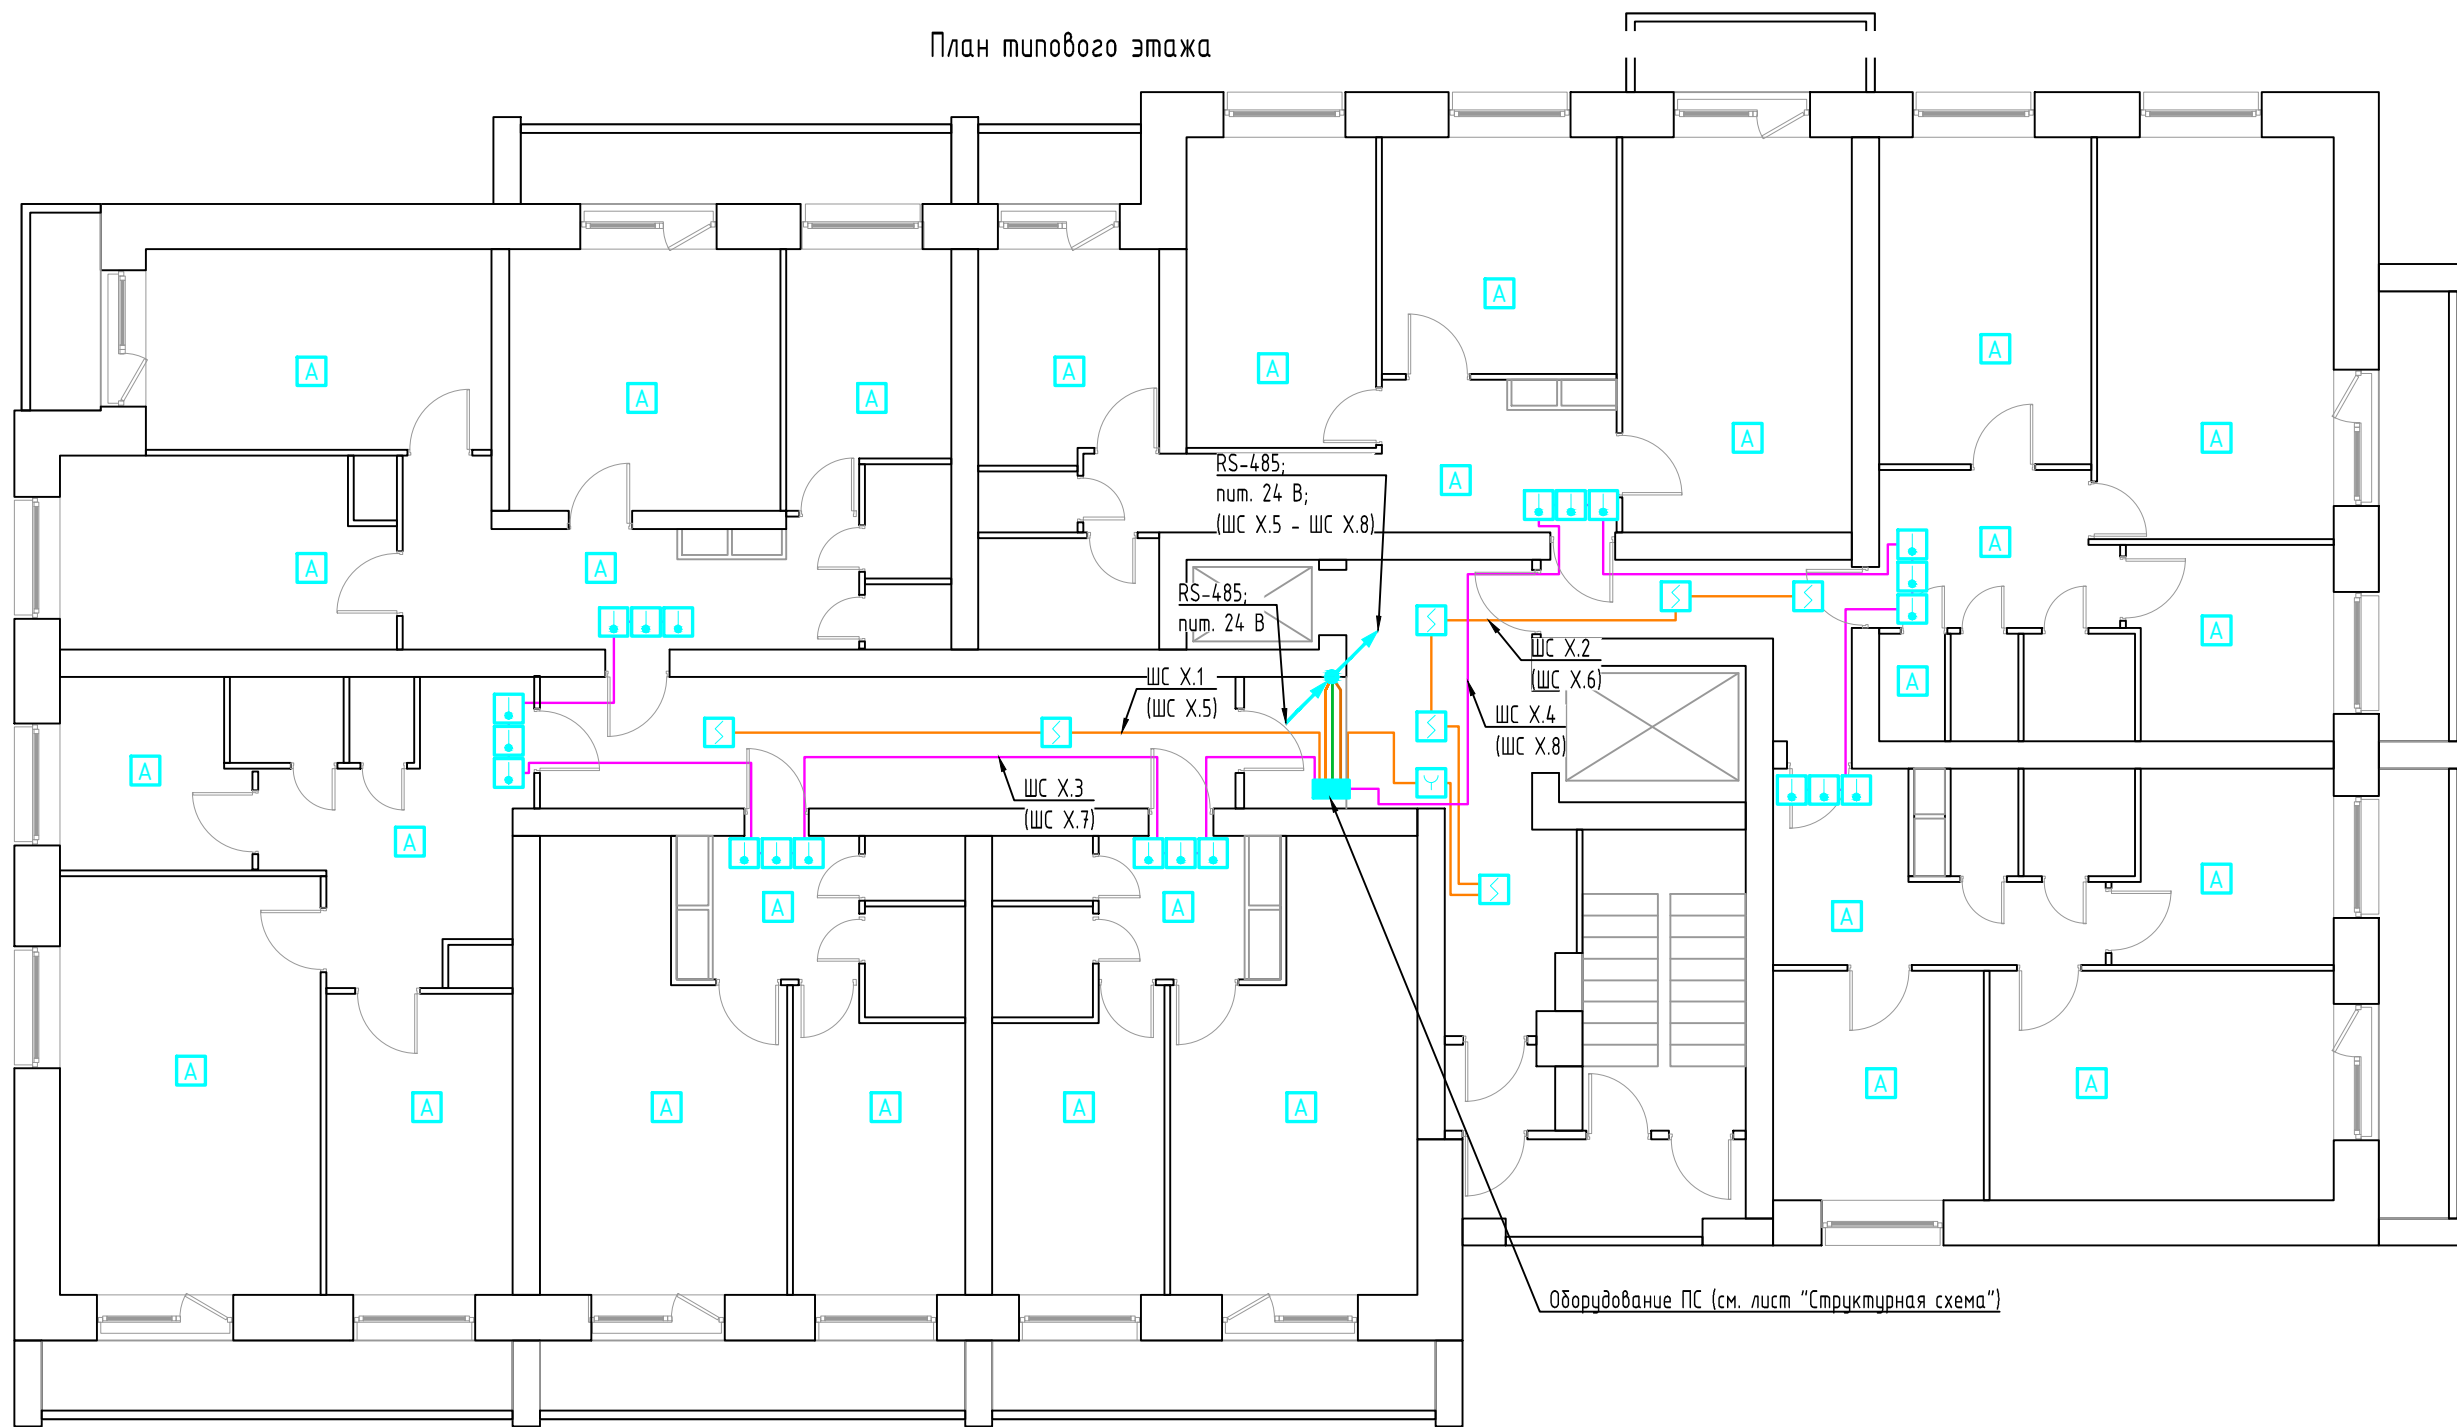 План типового этажа
А
А
А
А
А
А
А
А
А
А
RS-485;
пит. 24 В;
(ШС X.5 - ШС X.8)
А
А
А
А
RS-485;
пит. 24 В
А
ШС X.2
(ШС X.6)
ШС X.1
(ШС X.5)
А
ШС X.4
(ШС X.8)
А
ШС X.3
(ШС X.7)
А
А
А
А
А
А
А
А
А
А
А
А
А
Оборудование ПС (см. лист "Структурная схема")